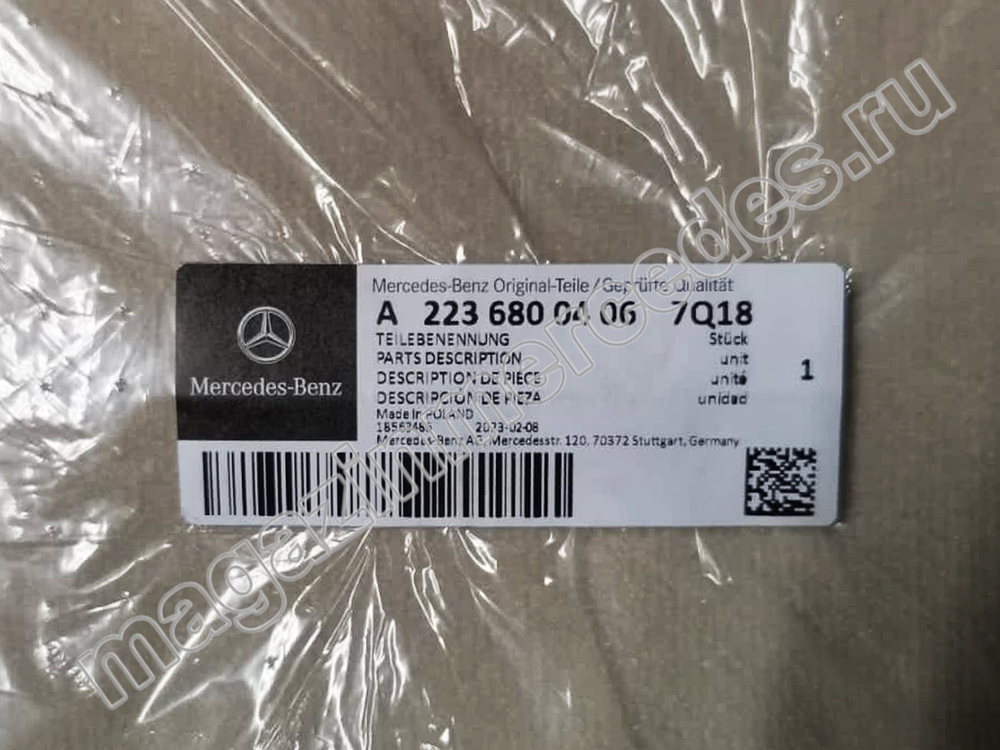 Mercedes-Benz Original-Teile/Geprüfte Qualität
A 223 680 04 06 7Q18
TEILEBENENNUNG Stück
PARTS DESCRIPTION unit
DESCRIPTION DE PIECE unité
DESCRIPCIÓN DE PIEZA unidad
1
Made in POLAND
2023-02-08
Mercedes-Benz AG, Mercedesstr. 120, 70372 Stuttgart, Germany
Mercedes-Benz
magazinmercedes.ru